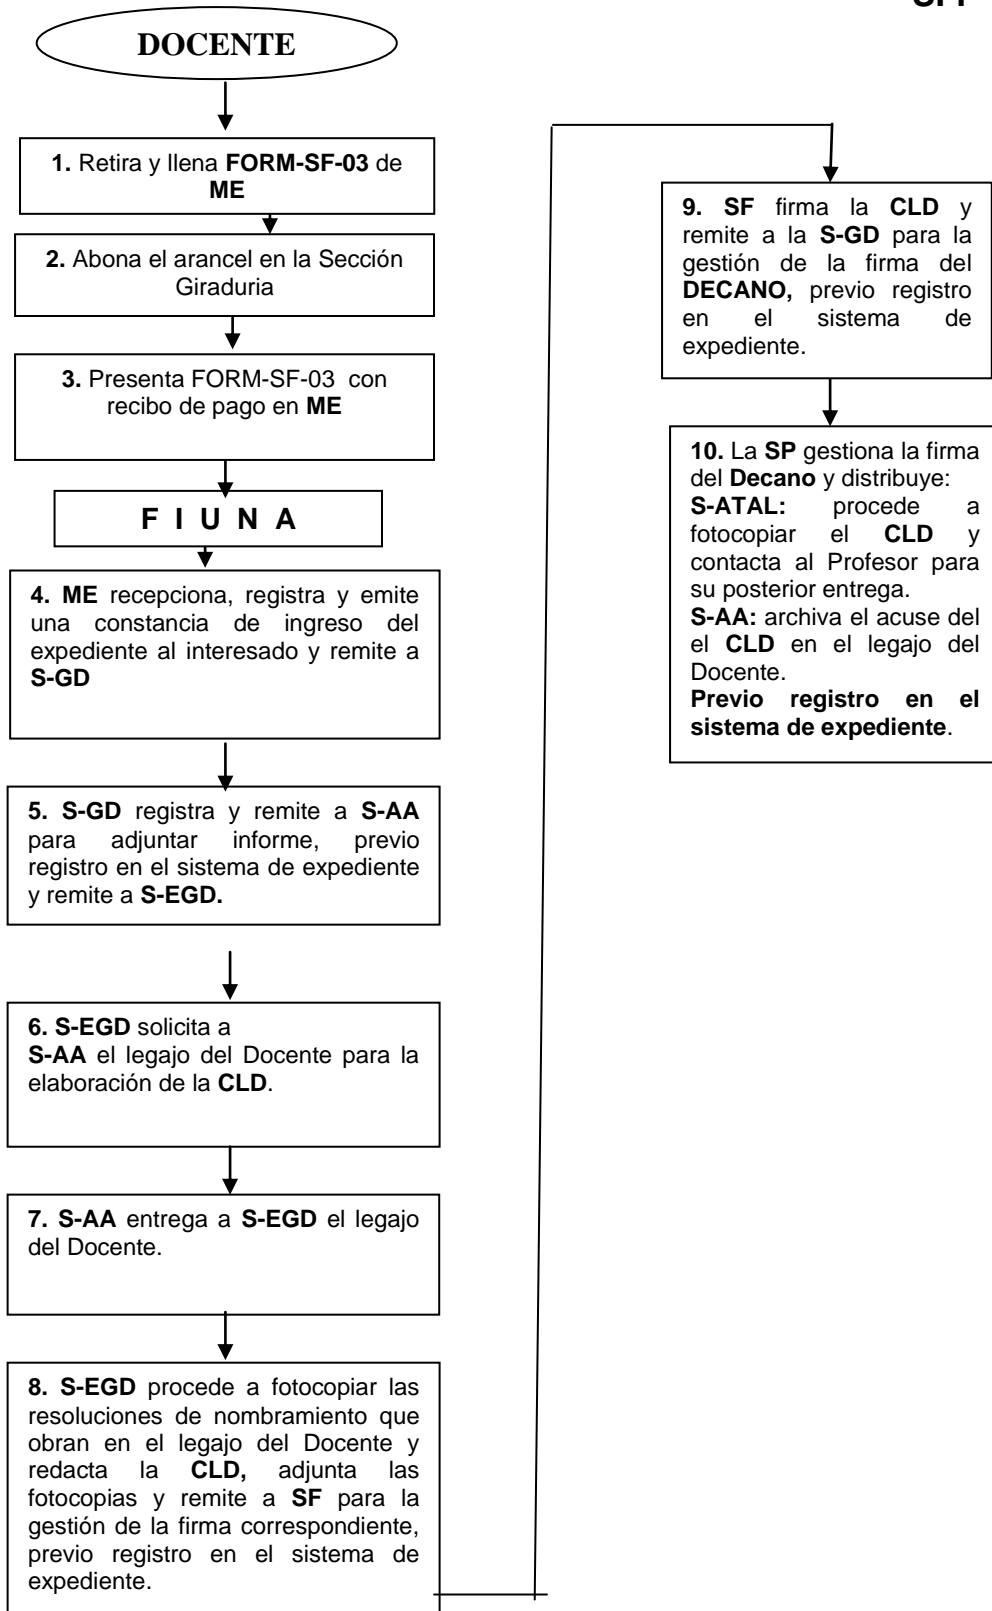 DOCENTE
1. Retira y llena FORM-SF-03 de
ME
2. Abona el arancel en la Sección
Giraduria
3. Presenta FORM-SF-03 con
recibo de pago en ME
F I U N A
4. ME recepciona, registra y emite
una constancia de ingreso del
expediente al interesado y remite a
S-GD
5. S-GD registra y remite a S-AA
para adjuntar informe, previo
registro en el sistema de expediente
y remite a S-EGD.
6. S-EGD solicita a
S-AA el legajo del Docente para la
elaboración de la CLD.
7. S-AA entrega a S-EGD el legajo
del Docente.
8. S-EGD procede a fotocopiar las
resoluciones de nombramiento que
obran en el legajo del Docente y
redacta la CLD, adjunta las
fotocopias y remite a SF para la
gestión de la firma correspondiente,
previo registro en el sistema de
expediente.
9. SF firma la CLD y
remite a la S-GD para la
gestión de la firma del
DECANO, previo registro
en el sistema de
expediente.
10. La SP gestiona la firma
del Decano y distribuye:
S-ATAL: procede a
fotocopiar el CLD y
contacta al Profesor para
su posterior entrega.
S-AA: archiva el acuse del
el CLD en el legajo del
Docente.
Previo registro en el
sistema de expediente.